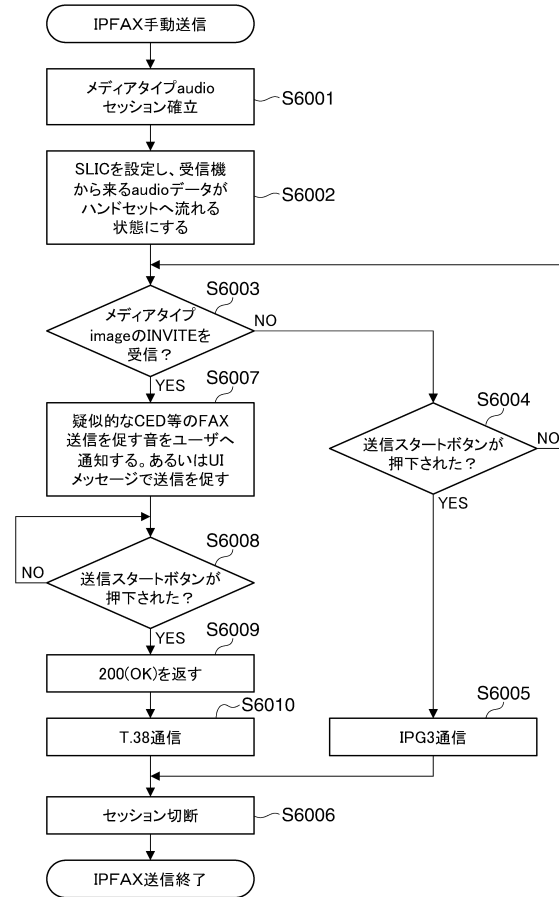 IPFAX手動送信
メディアタイプaudio
セッション確立
S6001
SLICを設定し、受信機
から来るaudioデータが
ハンドセットへ流れる
状態にする
S6002
S6003
メディアタイプ
imageのINVITEを
受信？
NO
YES
S6007
疑似的なCED等のFAX
送信を促す音をユーザへ
通知する。あるいはUI
メッセージで送信を促す
S6004
送信スタートボタンが
押下された？
NO
YES
S6008
送信スタートボタンが
押下された？
NO
YES
S6009
200(OK)を返す
S6010
T.38通信
S6005
IPG3通信
セッション切断
S6006
IPFAX送信終了